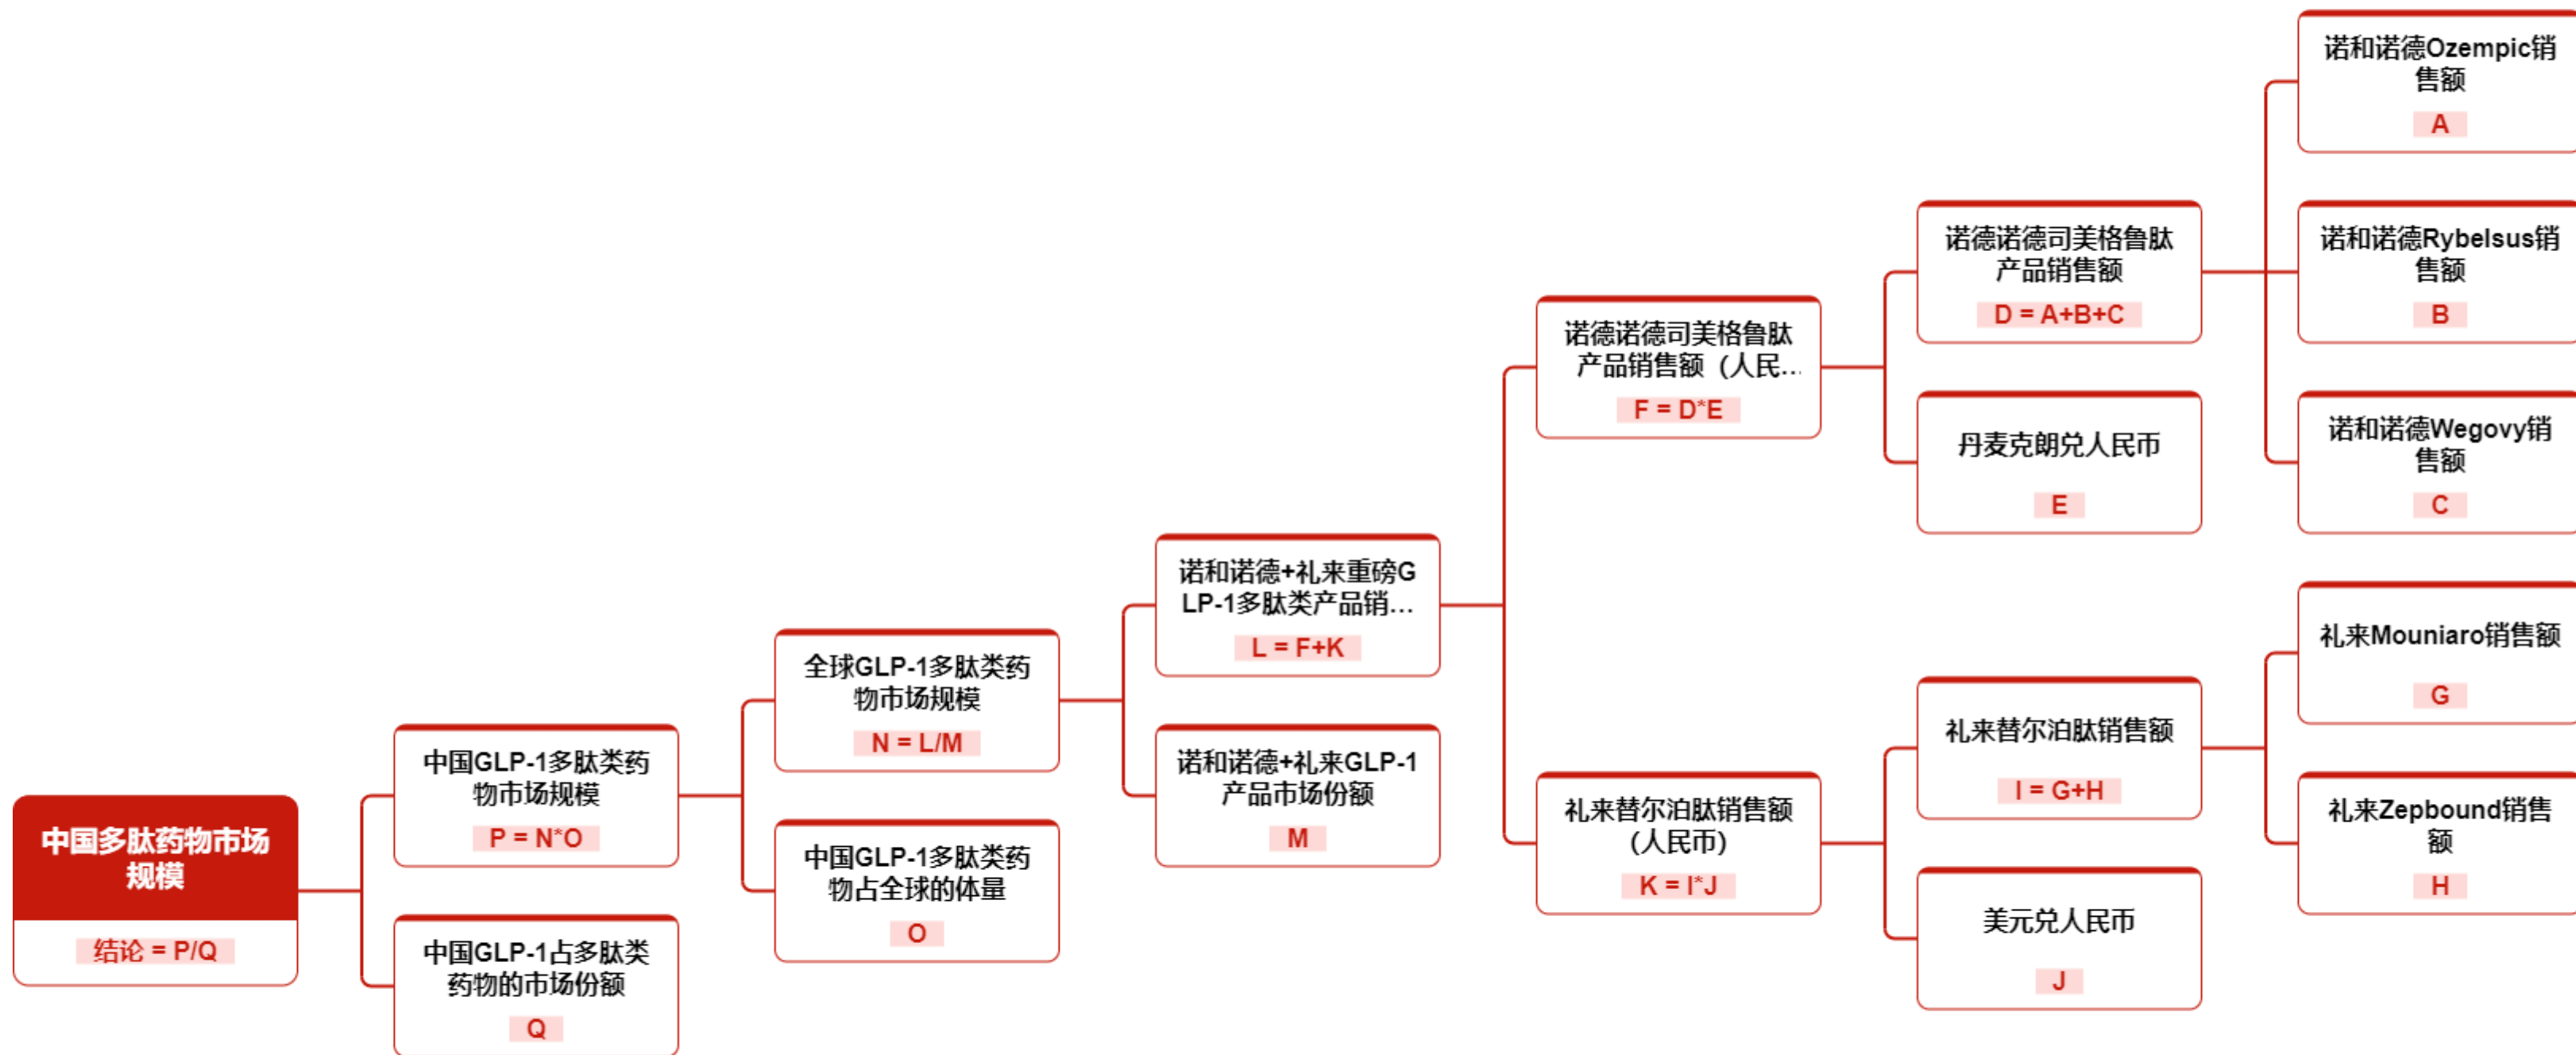 中国多肽药物市场
规模
结论 = P/Q
中国GLP-1多肽类药
物市场规模
P = N*O
中国GLP-1占多肽类
药物的市场份额
Q
全球GLP-1多肽类药
物市场规模
N = L/M
中国GLP-1多肽类药
物占全球的体量
O
诺和诺德+礼来重磅G
LP-1多肽类产品销...
L = F+K
诺和诺德+礼来GLP-1
产品市场份额
M
诺德诺德司美格鲁肽
产品销售额（人民...
F = D*E
礼来替尔泊肽销售额
（人民币）
K = I*J
诺德诺德司美格鲁肽
产品销售额
D = A+B+C
丹麦克朗兑人民币
E
礼来替尔泊肽销售额
I = G+H
美元兑人民币
J
诺和诺德Ozempic销
售额
A
诺和诺德Rybelsus销
售额
B
诺和诺德Wegovy销
售额
C
礼来Mouniaro销售额
G
礼来Zepbound销售
额
H